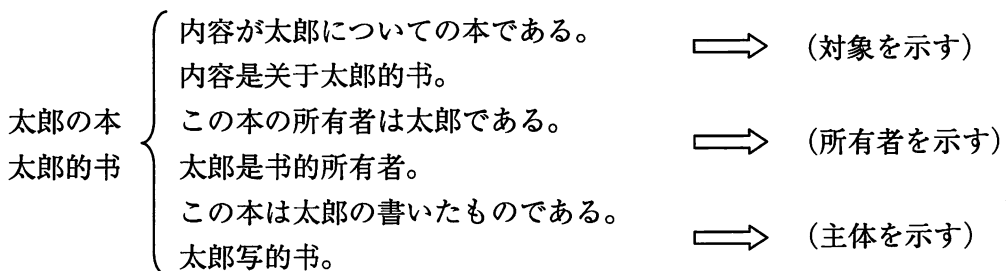 太郎の本
太郎的书
内容が太郎についての本である。
内容是关于太郎的书。
この本の所有者は太郎である。
太郎是书的所有者。
この本は太郎の書いたものである。
太郎写的书。
（対象を示す）
（所有者を示す）
（主体を示す）